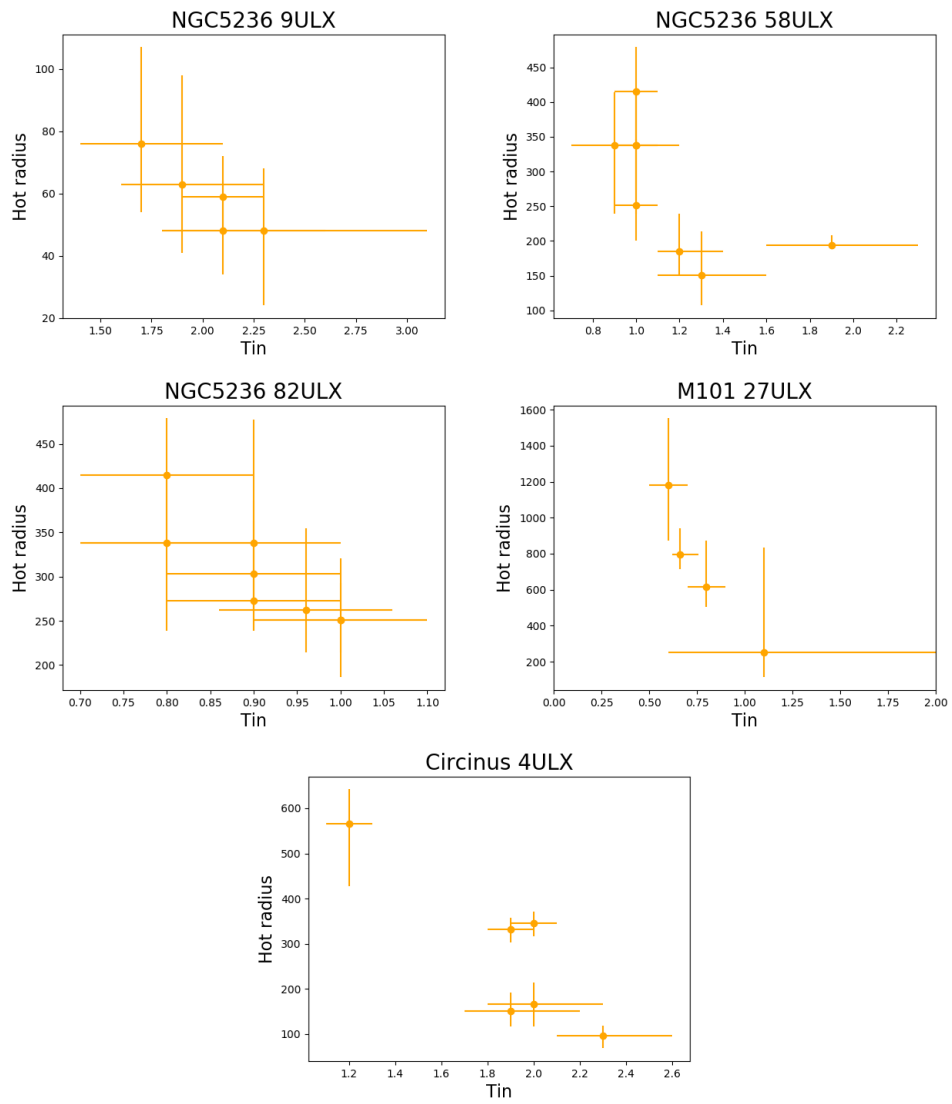 NGC5236 9ULX
100
80
60
40
20
Hot radius
1.50 1.75 2.00 2.25 2.50 2.75 3.00
Tin
NGC5236 58ULX
450
400
350
300
250
200
150
100
Hot radius
0.8 1.0 1.2 1.4 1.6 1.8 2.0 2.2
Tin
NGC5236 82ULX
450
400
350
300
250
200
Hot radius
0.70 0.75 0.80 0.85 0.90 0.95 1.00 1.05 1.10
Tin
M101 27ULX
1600
1400
1200
1000
800
600
400
200
Hot radius
0.00 0.25 0.50 0.75 1.00 1.25 1.50 1.75 2.00
Tin
Circinus 4ULX
600
500
400
300
200
100
Hot radius
1.2 1.4 1.6 1.8 2.0 2.2 2.4 2.6
Tin